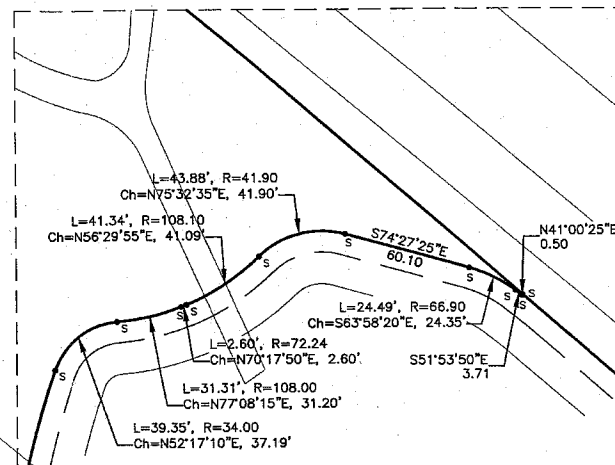 L=43.88', R=41.90
Ch=N75°32'35"E, 41.90'
L=41.34', R=108.10
Ch=N56°29'55"E, 41.09'
S74°27'25"E
60.10
N41°00'25"E
0.50
S
S
S
S
S
S
S
S
S
L=24.49', R=66.90
Ch=S63°58'20"E, 24.35'
S51°53'50"E
3.71
L=2.60', R=72.24
Ch=N70°17'50"E, 2.60'
L=31.31', R=108.00
Ch=N77°08'15"E, 31.20'
L=39.35', R=34.00
Ch=N52°17'10"E, 37.19'